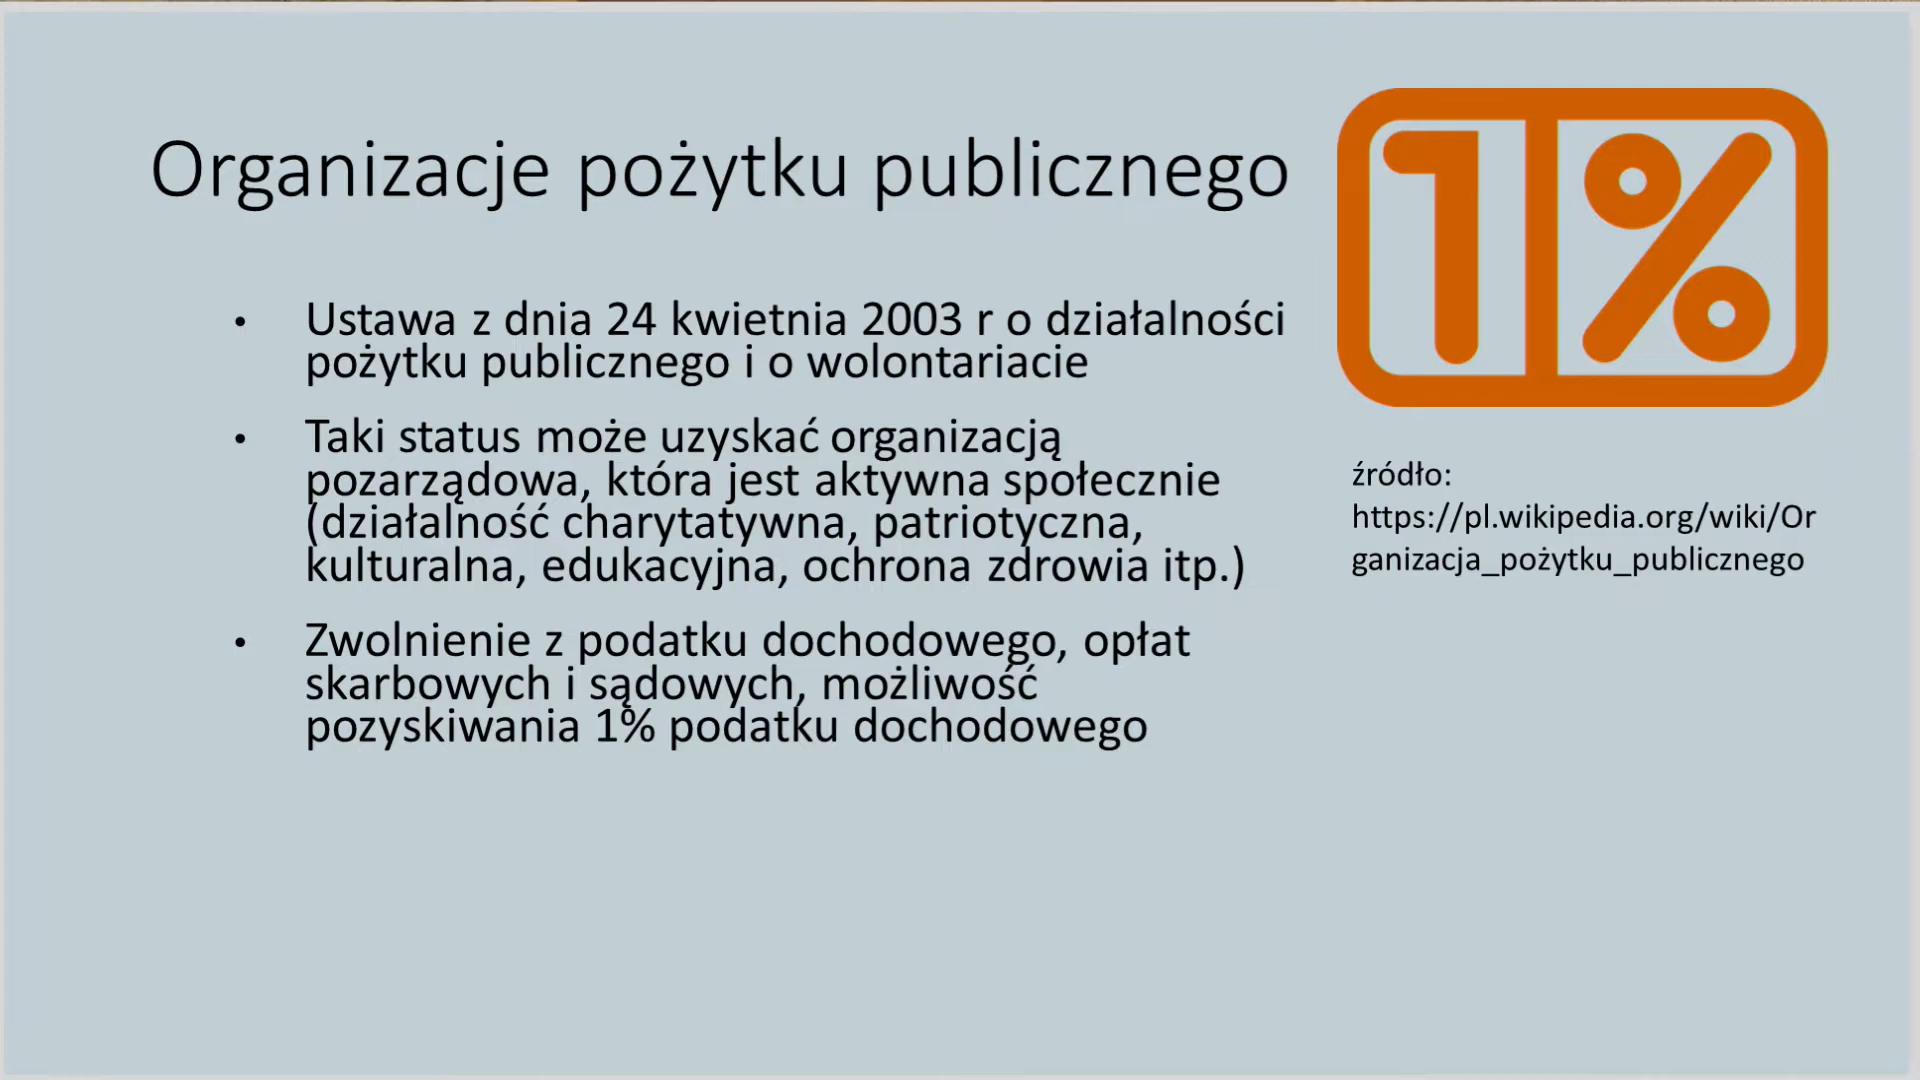 Organizacje pożytku publicznego
1%
• Ustawa z dnia 24 kwietnia 2003 r o działalności
pożytku publicznego i o wolontariacie
• Taki status może uzyskać organizacją
pozarządowa, która jest aktywna społecznie
(działalność charytatywna, patriotyczna,
kulturalna, edukacyjna, ochrona zdrowia itp.)
• Zwolnienie z podatku dochodowego, opłat
skarbowych i sądowych, możliwość
pozyskiwania 1% podatku dochodowego
źródło:
https://pl.wikipedia.org/wiki/Or
ganizacja_pożytku_publicznego